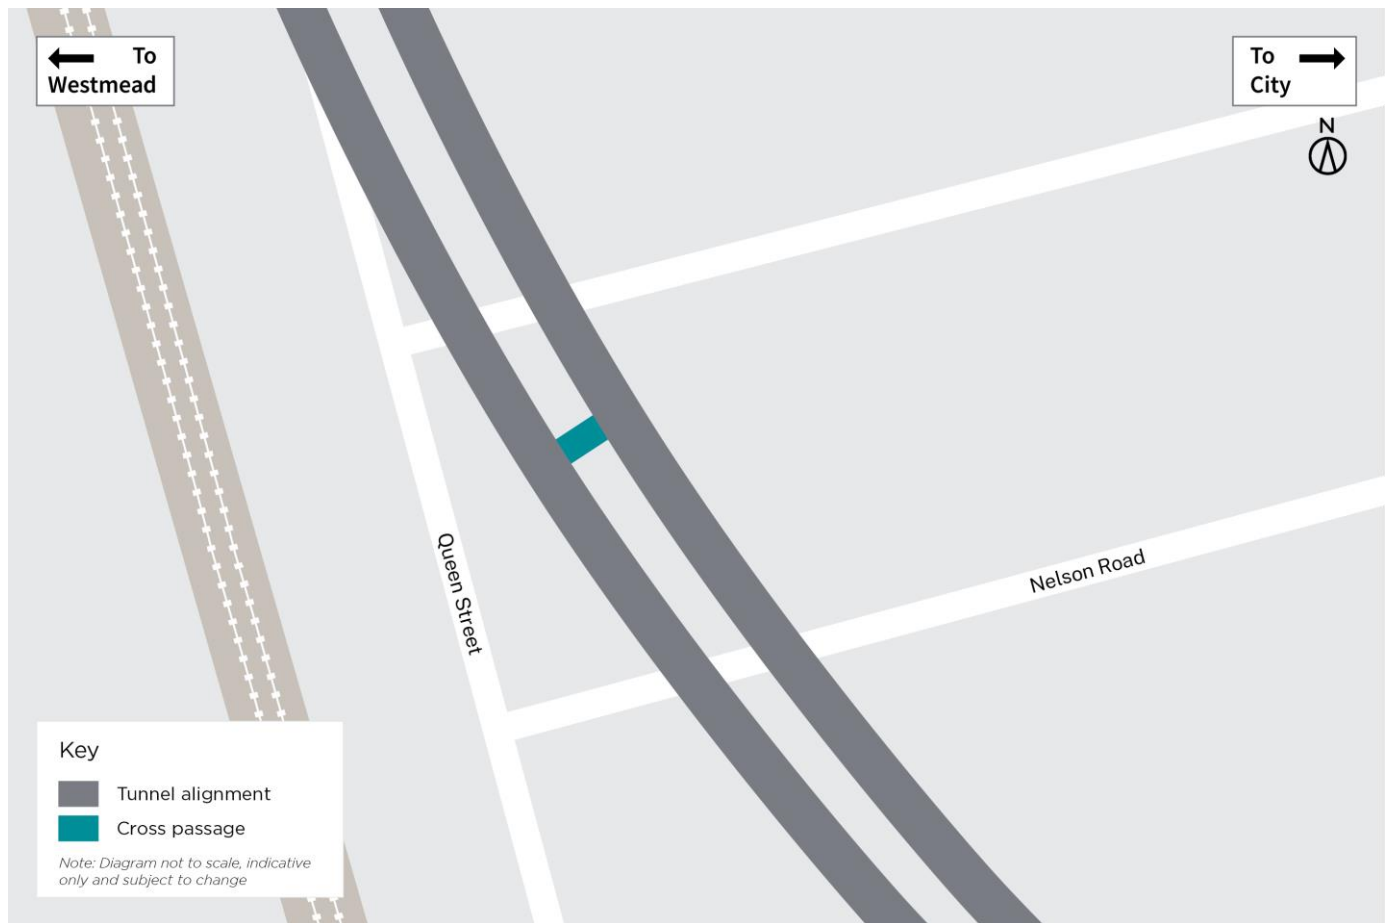 To
Westmead
To
City
N
Queen Street
Nelson Road
Key
Tunnel alignment
Cross passage
Note: Diagram not to scale, indicative
only and subject to change